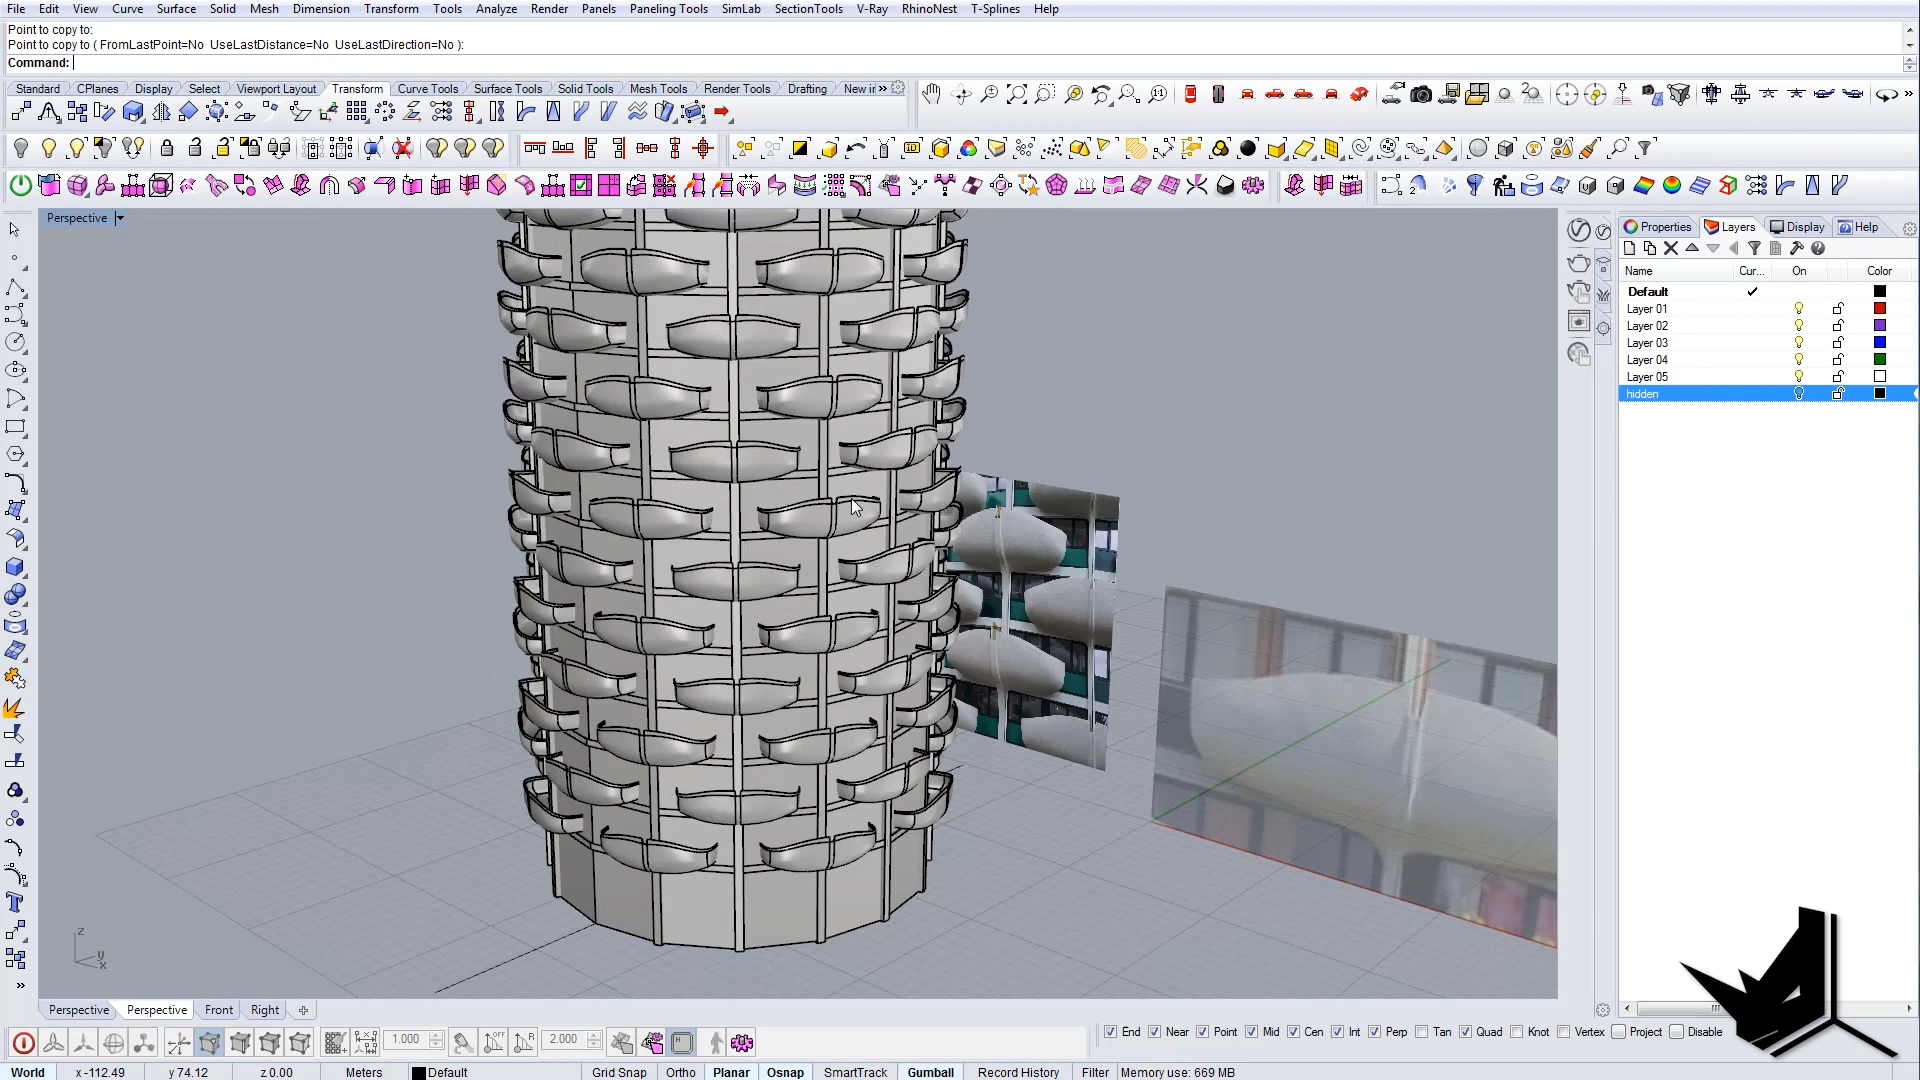 File Edit View Curve Surface Solid Mesh Dimension Transform Tools Analyze Render Panels Paneling Tools SimLab SectionTools V-Ray RhinoNest T-Splines Help
Point to copy to:
Point to copy to ( FromLastPoint=No UseLastDistance=No UseLastDirection=No ):
Command:
Standard CPlanes Display Select Viewport Layout Transform Curve Tools Surface Tools Solid Tools Mesh Tools Render Tools Drafting New in
Perspective
Properties Layers Display Help
Name Cur... On Color
Default
Layer 01
Layer 02
Layer 03
Layer 04
Layer 05
hidden
z
y
x
Perspective Perspective Front Right
1.000 2.000
End Near Point Mid Cen Int Perp Tan Quad Knot Vertex Project Disable
World x -112.49 y 74.12 z 0.00 Meters Default Grid Snap Ortho Planar Osnap SmartTrack Gumball Record History Filter Memory use: 669 MB